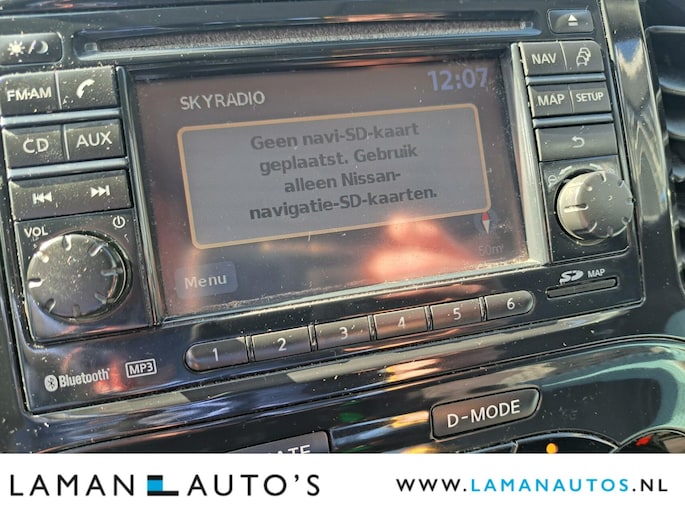 NAV
FM·AM
12:07
SKYRADIO
MAP
SETUP
CD
AUX
Geen navi-SD-kaart
geplaatst. Gebruik
alleen Nissan-
navigatie-SD-kaarten.
VOL
50m
Menu
SD MAP
1 2 3 4 5 6
Bluetooth
MP3
D-MODE
LAMAN AUTO'S
WWW.LAMANAUTOS.NL